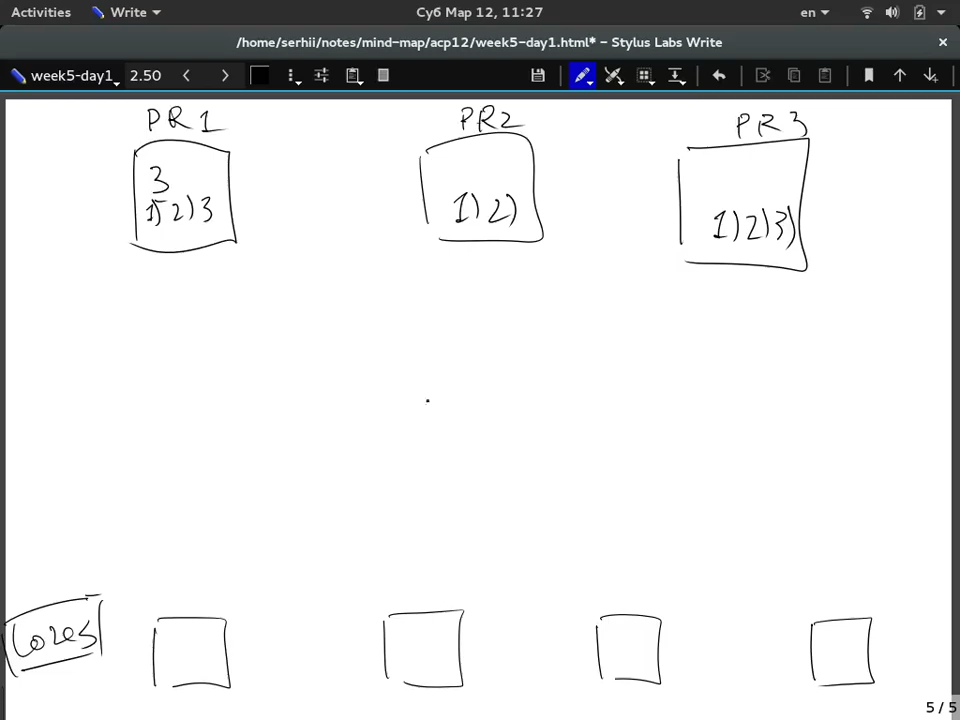 Activities Write Суб Мар 12, 11:27 en
/home/serhii/notes/mind-map/acp12/week5-day1.html* – Stylus Labs Write
week5-day1 2.50
PR1 PR2 PR3
3
1) 2) 3 1) 2) 1) 2) 3)
Cores
5 / 5